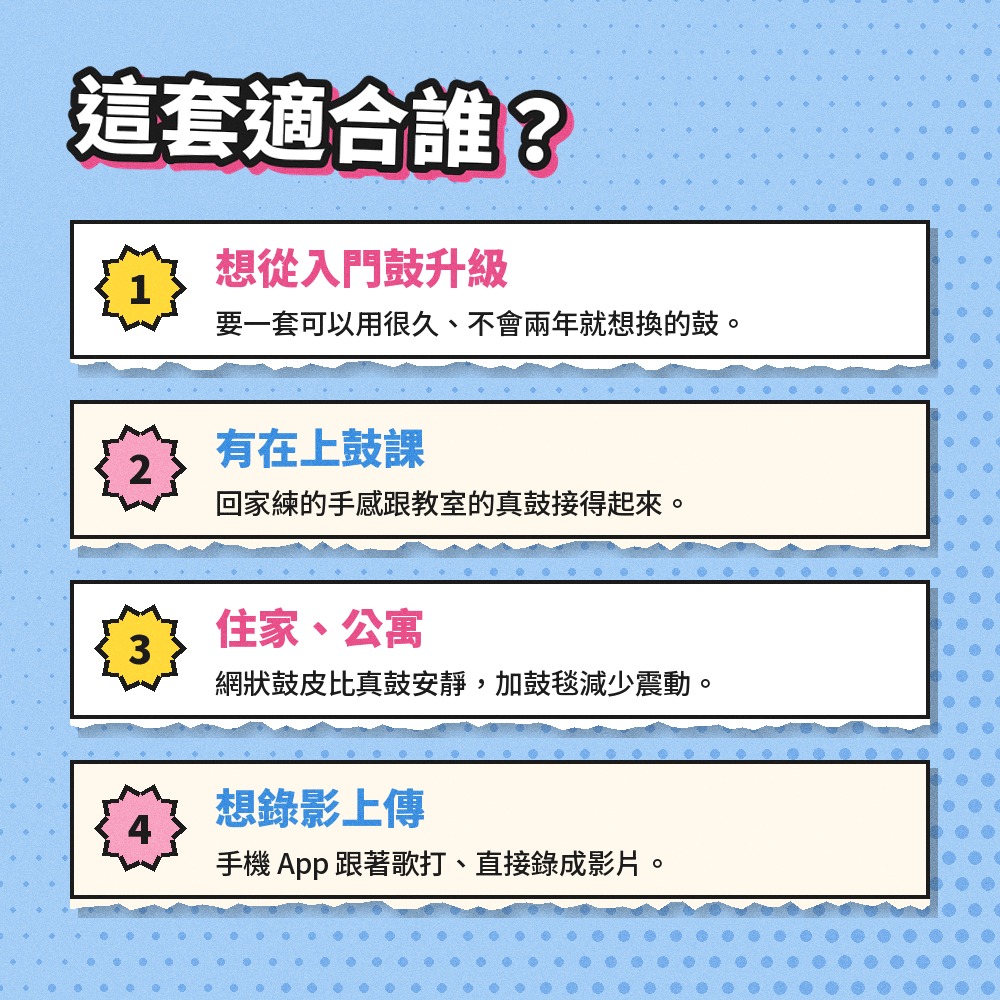 這套適合誰？
1
想從入門鼓升級
要一套可以用很久、不會兩年就想換的鼓。
2
有在上鼓課
回家練的手感跟教室的真鼓接得起來。
3
住家、公寓
網狀鼓皮比真鼓安靜，加鼓毯減少震動。
4
想錄影上傳
手機 App 跟著歌打、直接錄成影片。